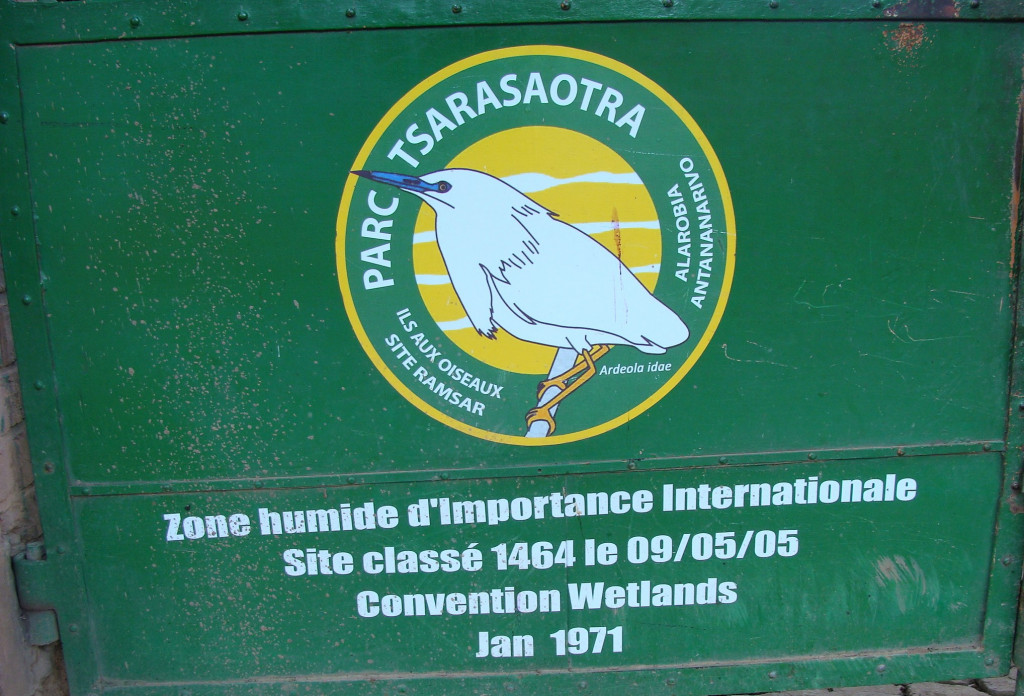 PARC TSARASAOTRA
ALAROBIA
ANTANANARIVO
ILS AUX OISEAUX
SITE RAMSAR
Ardeola idae
Zone humide d'Importance Internationale
Site classé 1464 le 09/05/05
Convention Wetlands
Jan 1971